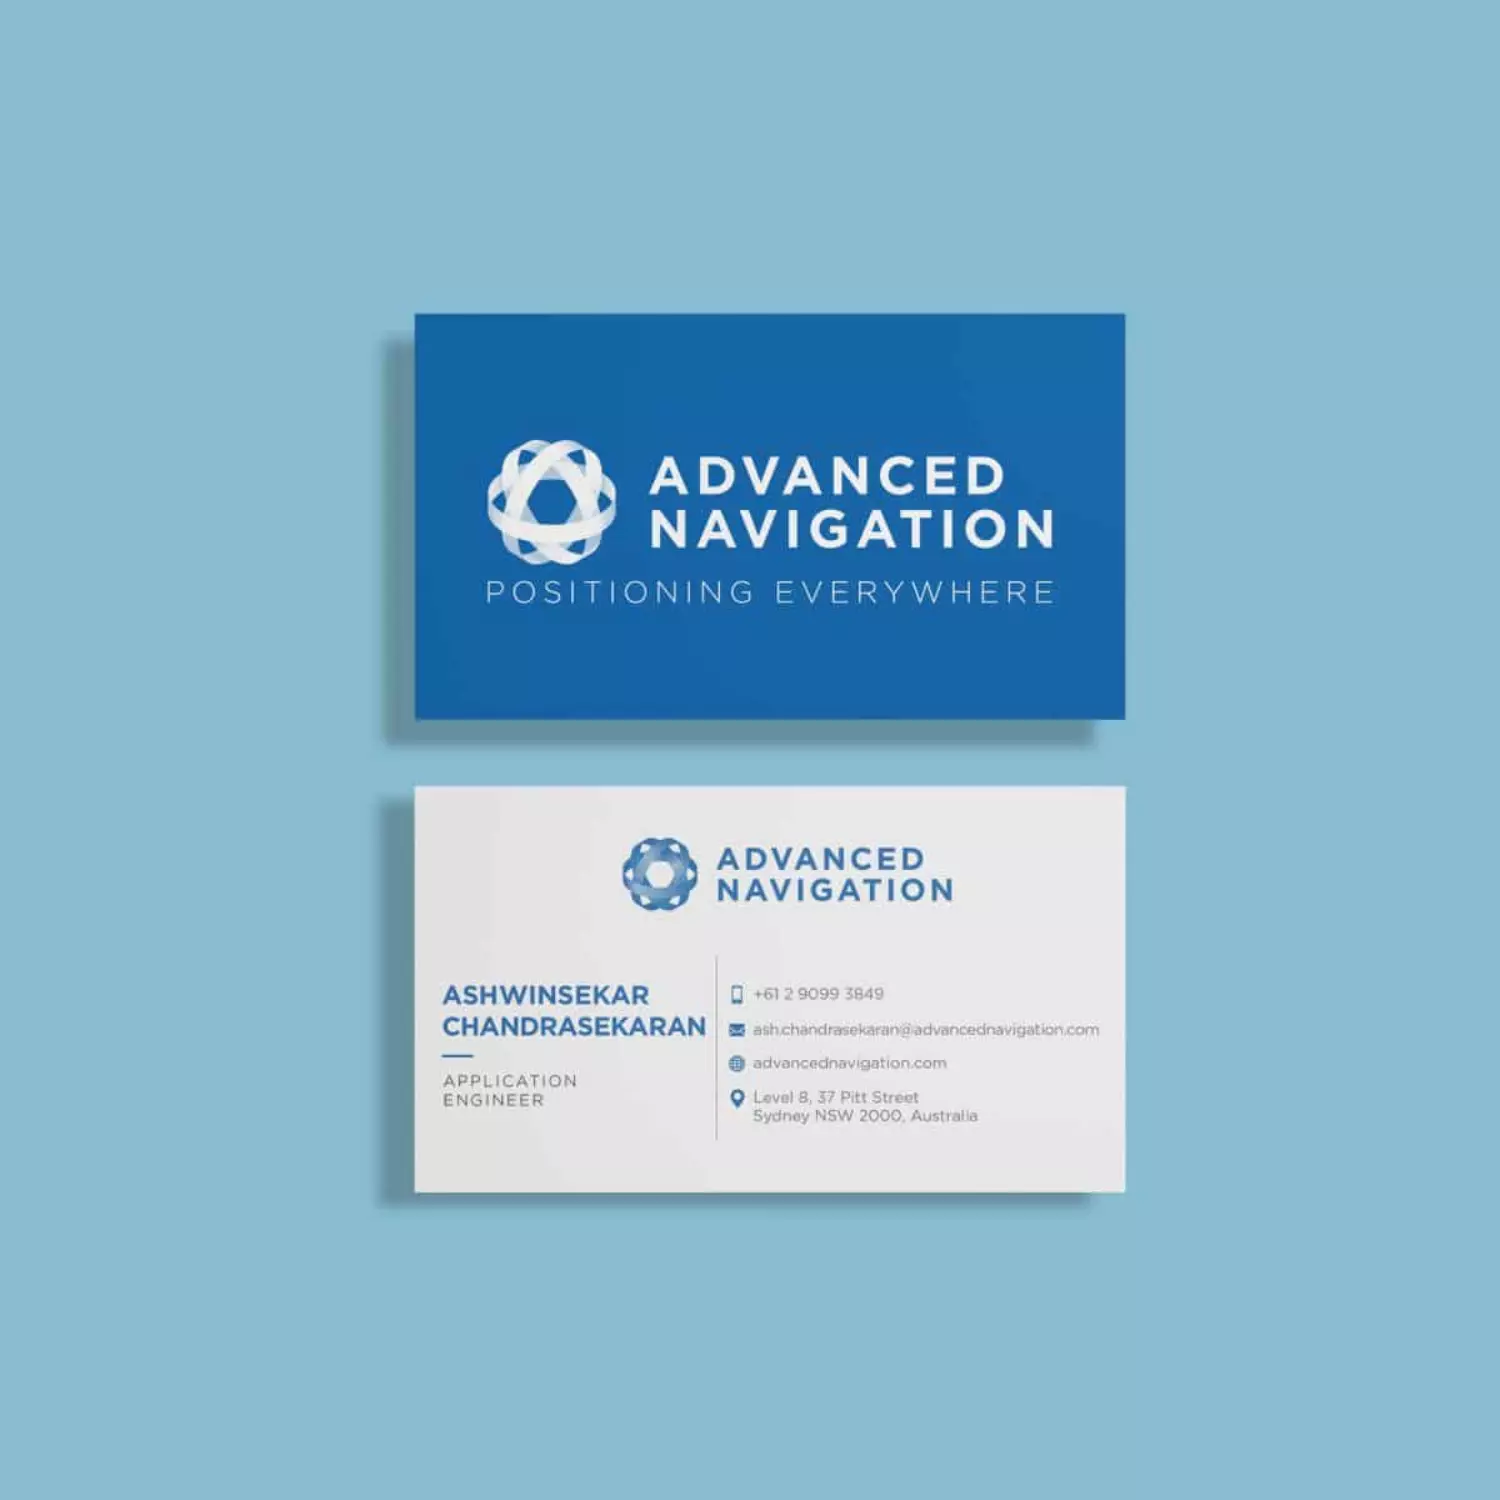 ADVANCED
NAVIGATION
POSITIONING EVERYWHERE
ADVANCED
NAVIGATION
ASHWINSEKAR
CHANDRASEKARAN
APPLICATION
ENGINEER
+61 2 9099 3849
ash.chandrasekaran@advancednavigation.com
advancednavigation.com
Level 8, 37 Pitt Street
Sydney NSW 2000, Australia